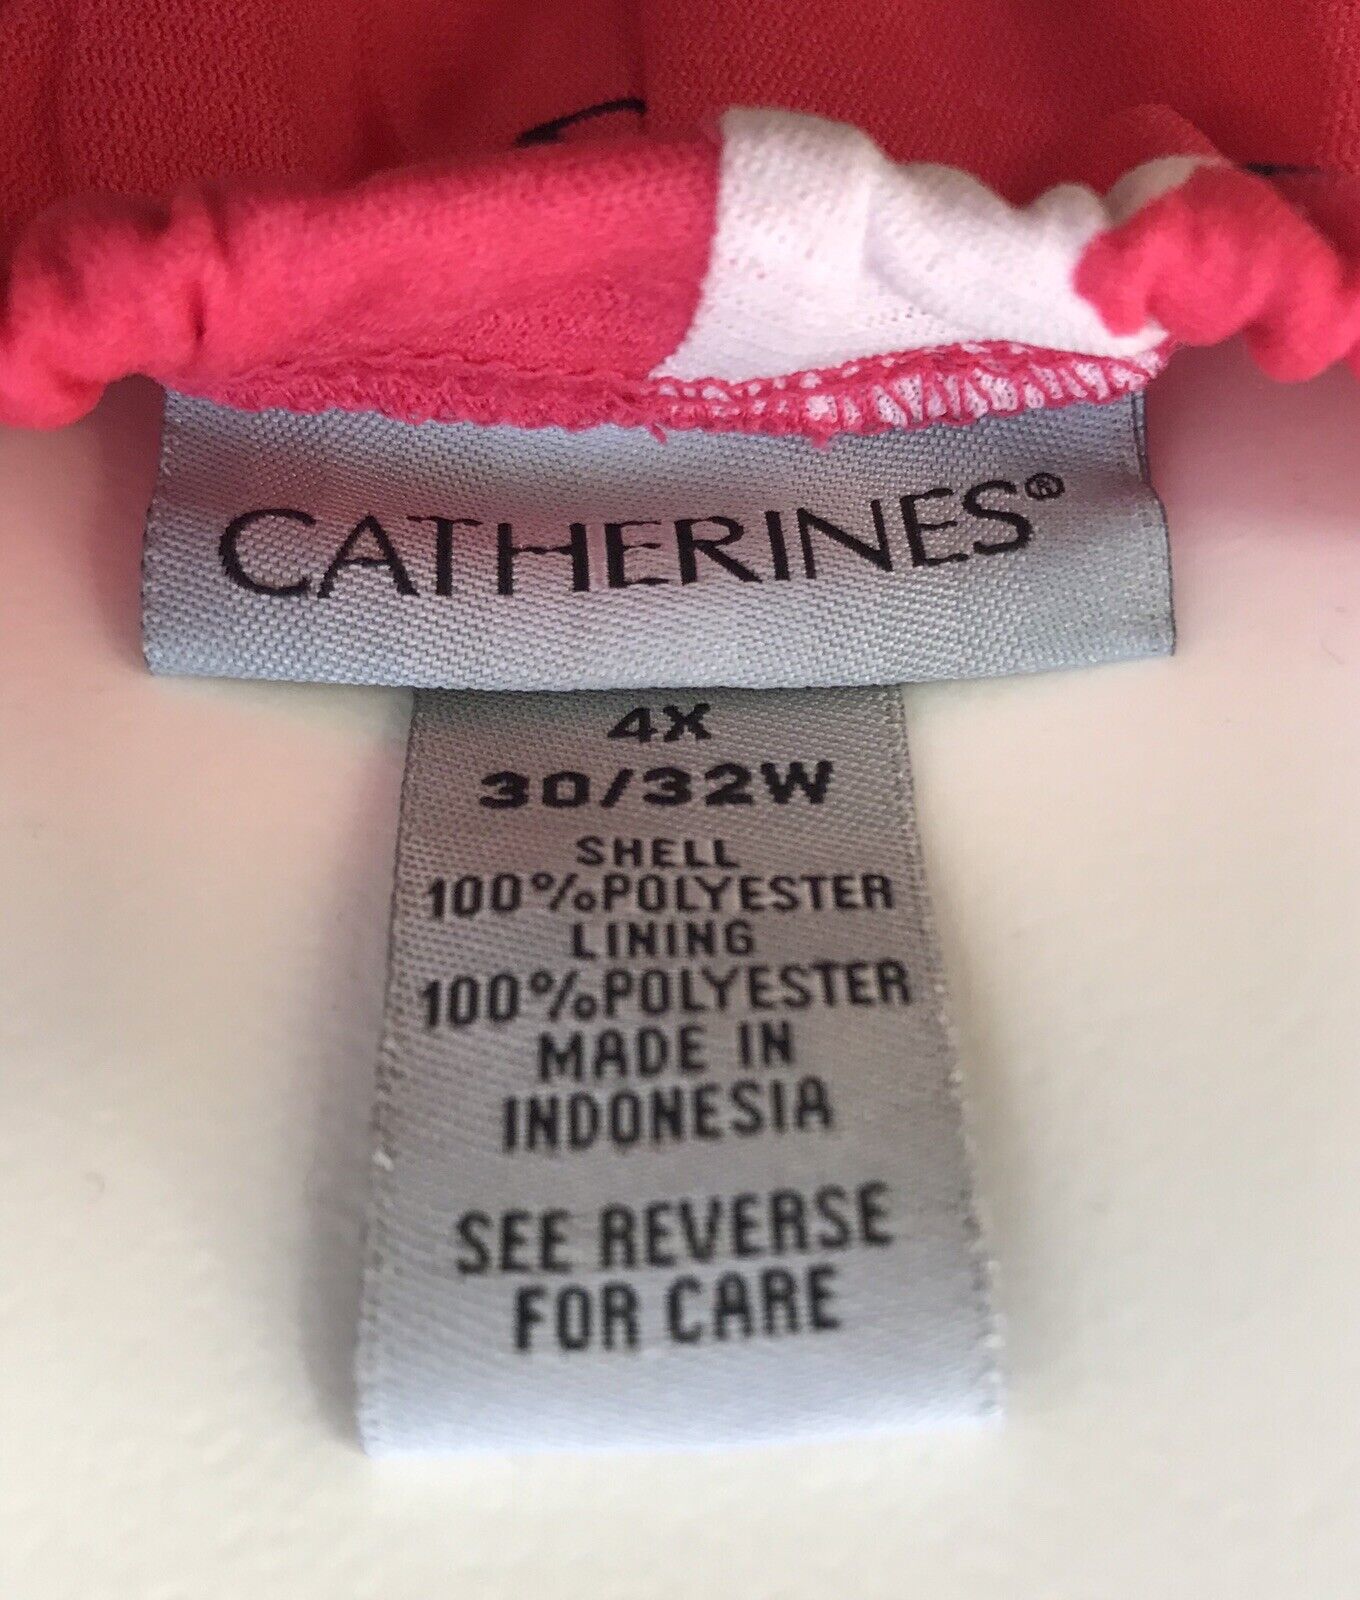 CATHERINES®
4X
30/32W
SHELL
100%POLYESTER
LINING
100%POLYESTER
MADE IN
INDONESIA
SEE REVERSE
FOR CARE